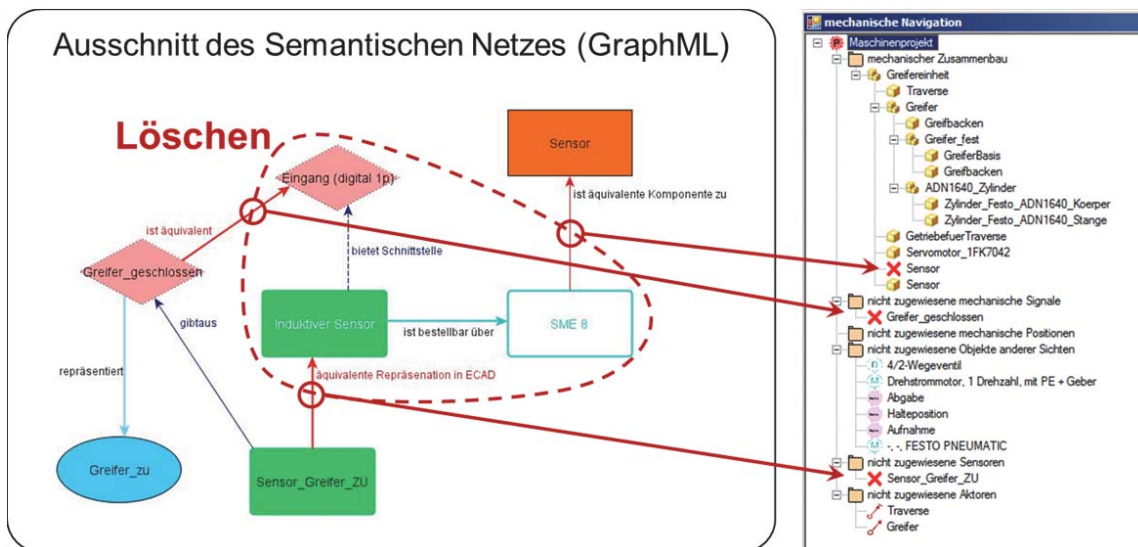 Ausschnitt des Semantischen Netzes (GraphML)
Löschen
Eingang (digital 1p)
Sensor
ist äquivalente Komponente zu
ist äquivalent
bietet Schnittstelle
Greifer_geschlossen
gibtaus
Induktiver Sensor
ist bestellbar über
SME 8
repräsentiert
äquivalente Repräsenation in ECAD
Greifer_zu
Sensor_Greifer_ZU
mechanische Navigation
Maschinenprojekt
mechanischer Zusammenbau
Greifereinheit
Traverse
Greifer
Greifbacken
Greifer_fest
GreiferBasis
Greifbacken
ADN1640_Zylinder
Zylinder_Festo_ADN1640_Koerper
Zylinder_Festo_ADN1640_Stange
GetriebefuerTraverse
Servomotor_1FK7042
Sensor
Sensor
nicht zugewiesene mechanische Signale
Greifer_geschlossen
nicht zugewiesene mechanische Positionen
nicht zugewiesene Objekte anderer Sichten
4/2-Wegeventil
Drehstrommotor, 1 Drehzahl, mit PE + Geber
Abgabe
Halteposition
Aufnahme
-, -, FESTO PNEUMATIC
nicht zugewiesene Sensoren
Sensor_Greifer_ZU
nicht zugewiesene Aktoren
Traverse
Greifer